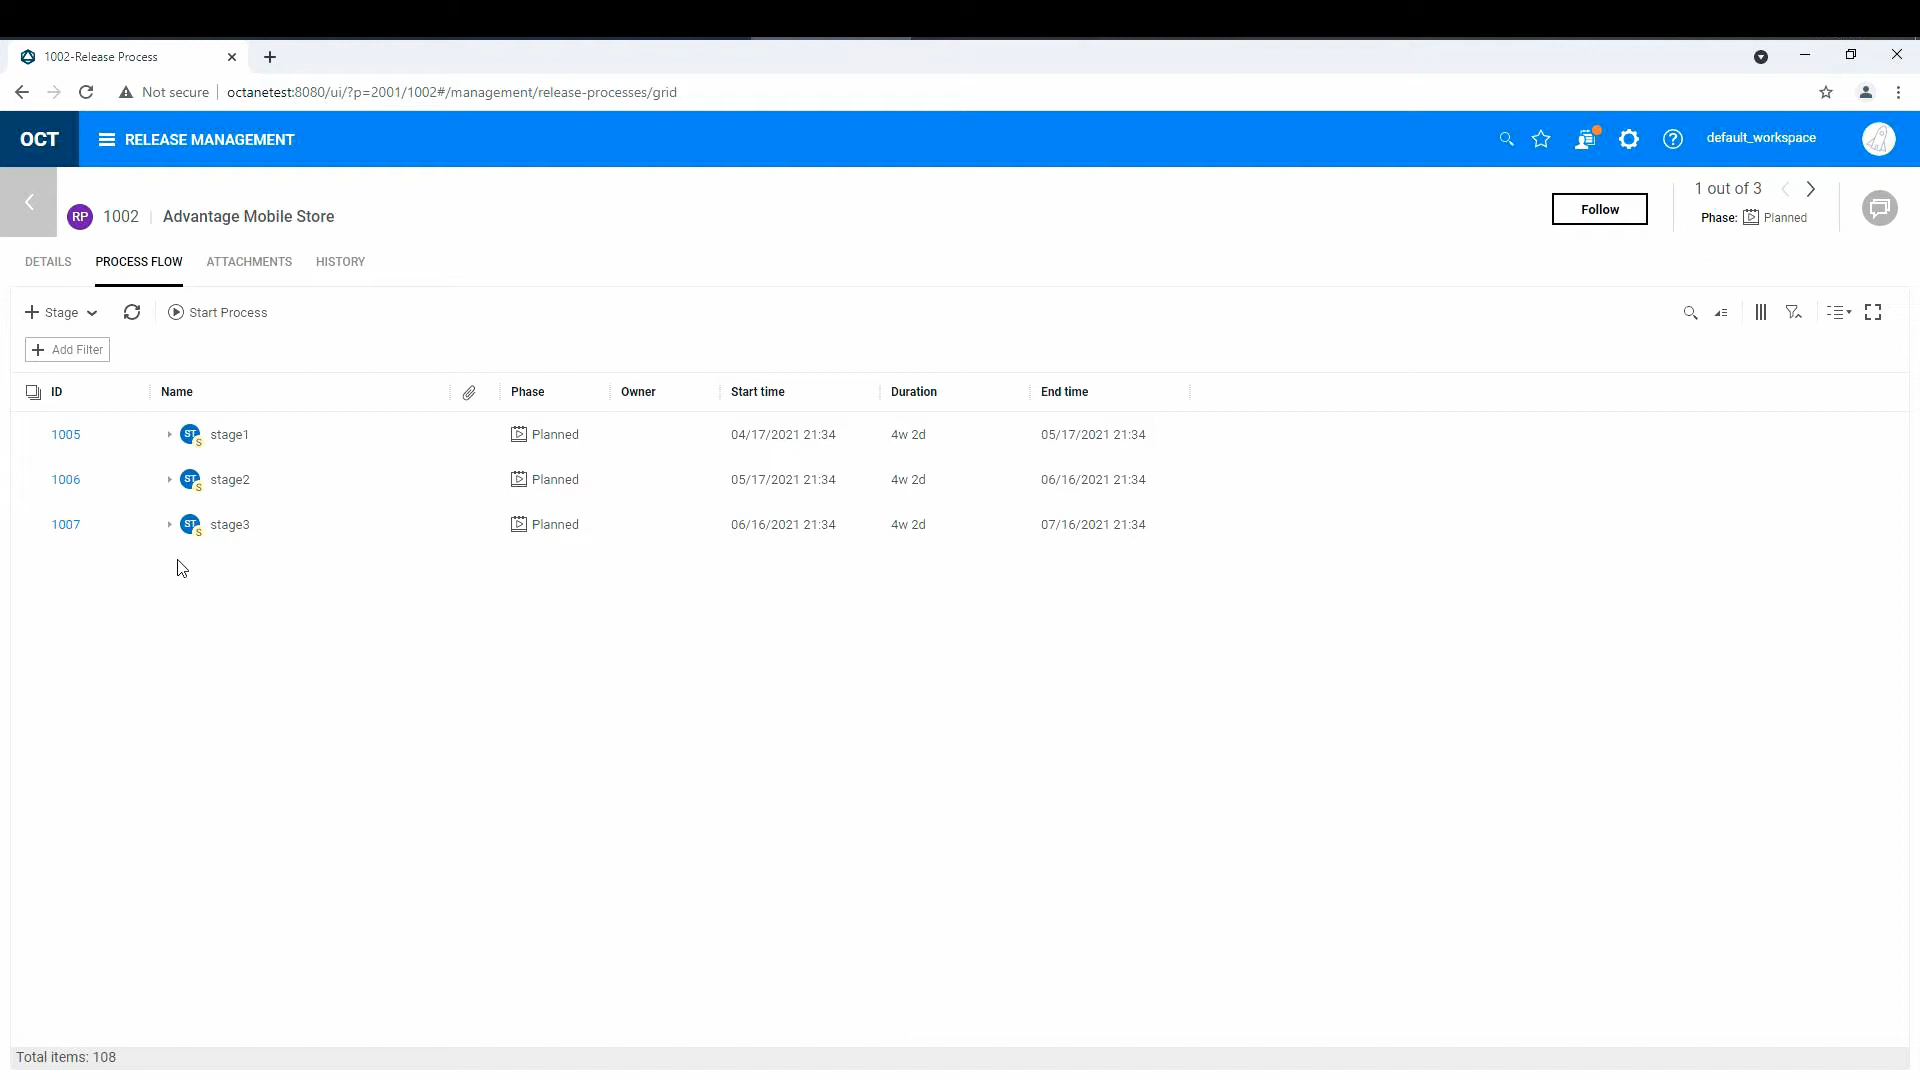 1002-Release Process
Not secure octanetest:8080/ui/?p=2001/1002#/management/release-processes/grid
OCT RELEASE MANAGEMENT default_workspace
1 out of 3
RP 1002 Advantage Mobile Store Follow Phase: Planned
DETAILS PROCESS FLOW ATTACHMENTS HISTORY
Stage Start Process
Add Filter
ID Name Phase Owner Start time Duration End time
1005 ST S stage1 Planned 04/17/2021 21:34 4w 2d 05/17/2021 21:34
1006 ST S stage2 Planned 05/17/2021 21:34 4w 2d 06/16/2021 21:34
1007 ST S stage3 Planned 06/16/2021 21:34 4w 2d 07/16/2021 21:34
Total items: 108